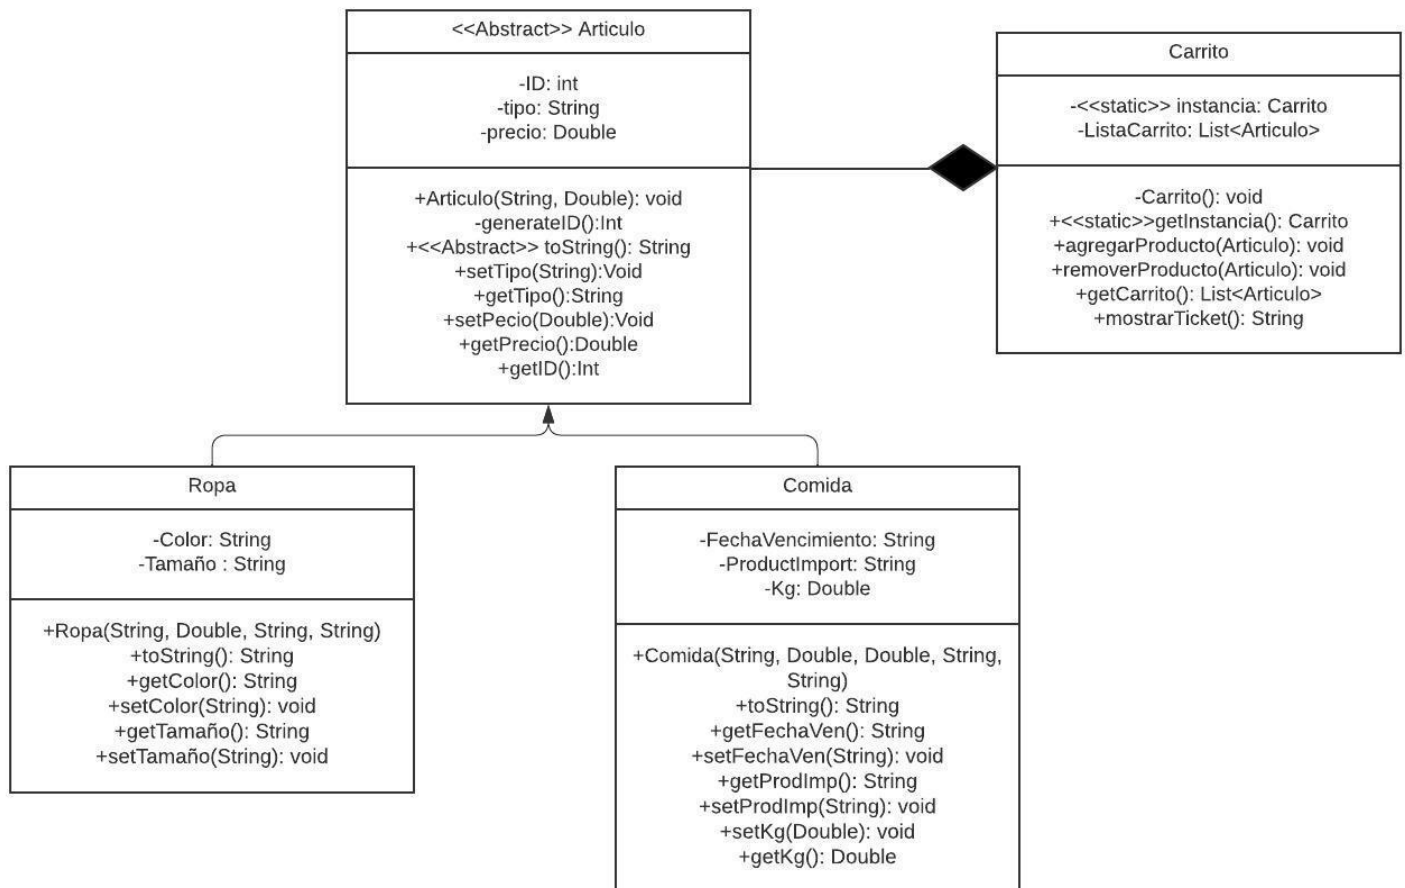 <<Abstract>> Articulo
-ID: int
-tipo: String
-precio: Double
+Articulo(String, Double): void
-generateID():Int
+<<Abstract>> toString(): String
+setTipo(String):Void
+getTipo():String
+setPecio(Double):Void
+getPrecio():Double
+getID():Int
Carrito
-<<static>> instancia: Carrito
-ListaCarrito: List<Articulo>
-Carrito(): void
+<<static>>getInstancia(): Carrito
+agregarProducto(Articulo): void
+removerProducto(Articulo): void
+getCarrito(): List<Articulo>
+mostrarTicket(): String
Ropa
-Color: String
-Tamaño : String
+Ropa(String, Double, String, String)
+toString(): String
+getColor(): String
+setColor(String): void
+getTamaño(): String
+setTamaño(String): void
Comida
-FechaVencimiento: String
-ProductImport: String
-Kg: Double
+Comida(String, Double, Double, String,
String)
+toString(): String
+getFechaVen(): String
+setFechaVen(String): void
+getProdImp(): String
+setProdImp(String): void
+setKg(Double): void
+getKg(): Double